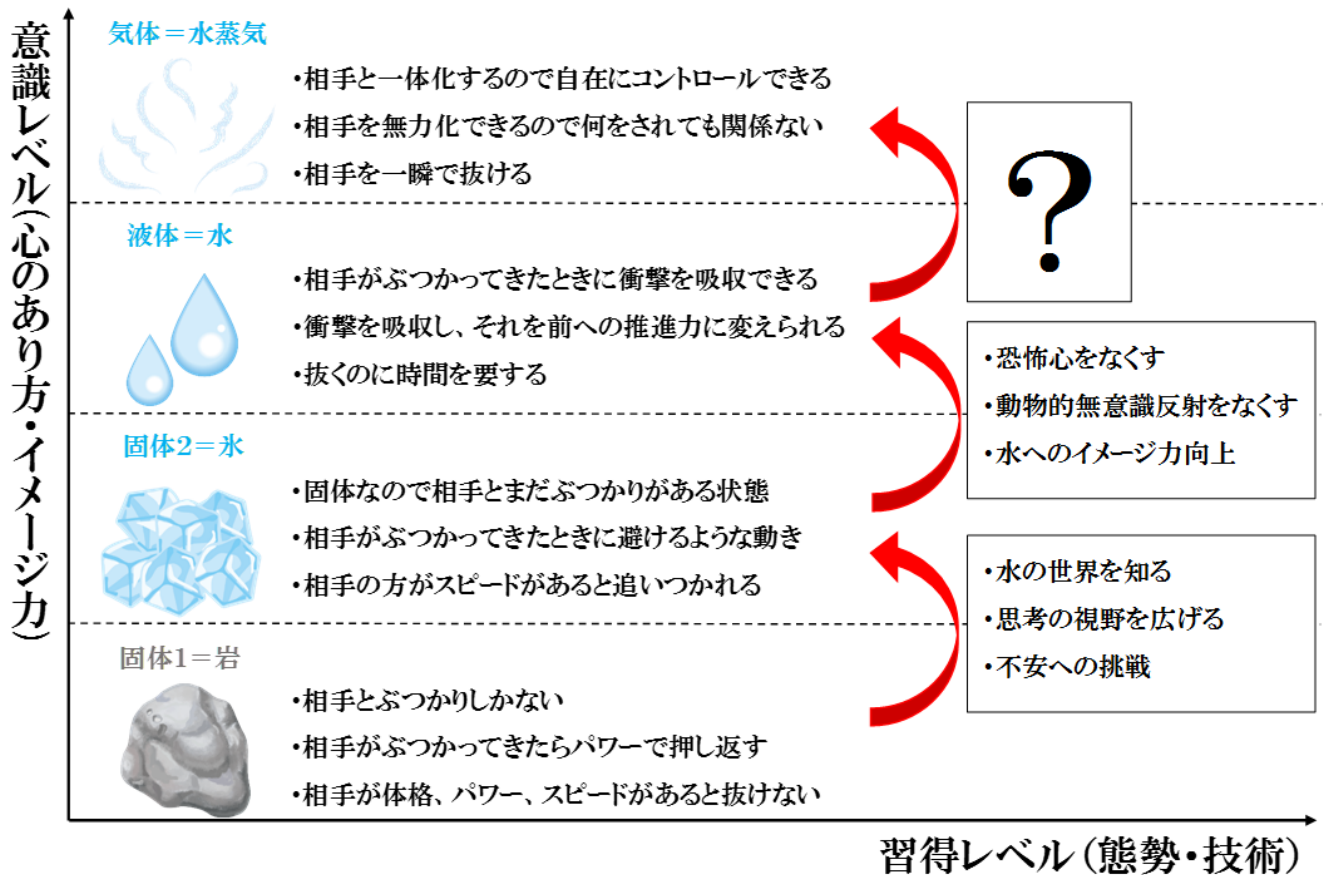 意識レベル(心のあり方・イメージ力)
気体=水蒸気
・相手と一体化するので自在にコントロールできる
・相手を無力化できるので何をされても関係ない
・相手を一瞬で抜ける
?
液体=水
・相手がぶつかってきたときに衝撃を吸収できる
・衝撃を吸収し、それを前への推進力に変えられる
・抜くのに時間を要する
・恐怖心をなくす
・動物的無意識反射をなくす
・水へのイメージ力向上
固体2=氷
・固体なので相手とまだぶつかりがある状態
・相手がぶつかってきたときに避けるような動き
・相手の方がスピードがあると追いつかれる
・水の世界を知る
・思考の視野を広げる
・不安への挑戦
固体1=岩
・相手とぶつかりしかない
・相手がぶつかってきたらパワーで押し返す
・相手が体格、パワー、スピードがあると抜けない
習得レベル(態勢・技術)